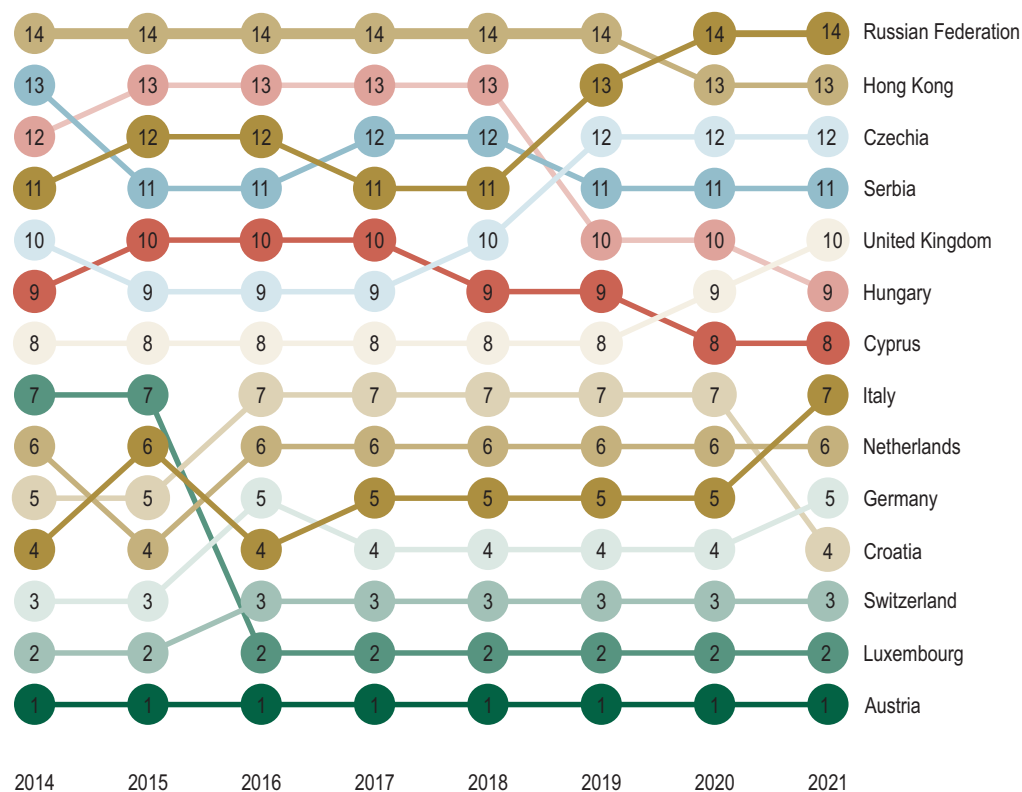 14 14 14 14 14 14 14 14 Russian Federation
13 13 13 13 13 13 13 13 Hong Kong
12 12 12 12 12 12 12 12 Czechia
11 11 11 11 11 11 11 11 Serbia
10 10 10 10 10 10 10 10 United Kingdom
9 9 9 9 9 9 9 9 Hungary
8 8 8 8 8 8 8 8 Cyprus
7 7 7 7 7 7 7 7 Italy
6 6 6 6 6 6 6 6 Netherlands
5 5 5 5 5 5 5 5 Germany
4 4 4 4 4 4 4 4 Croatia
3 3 3 3 3 3 3 3 Switzerland
2 2 2 2 2 2 2 2 Luxembourg
1 1 1 1 1 1 1 1 Austria
2014 2015 2016 2017 2018 2019 2020 2021